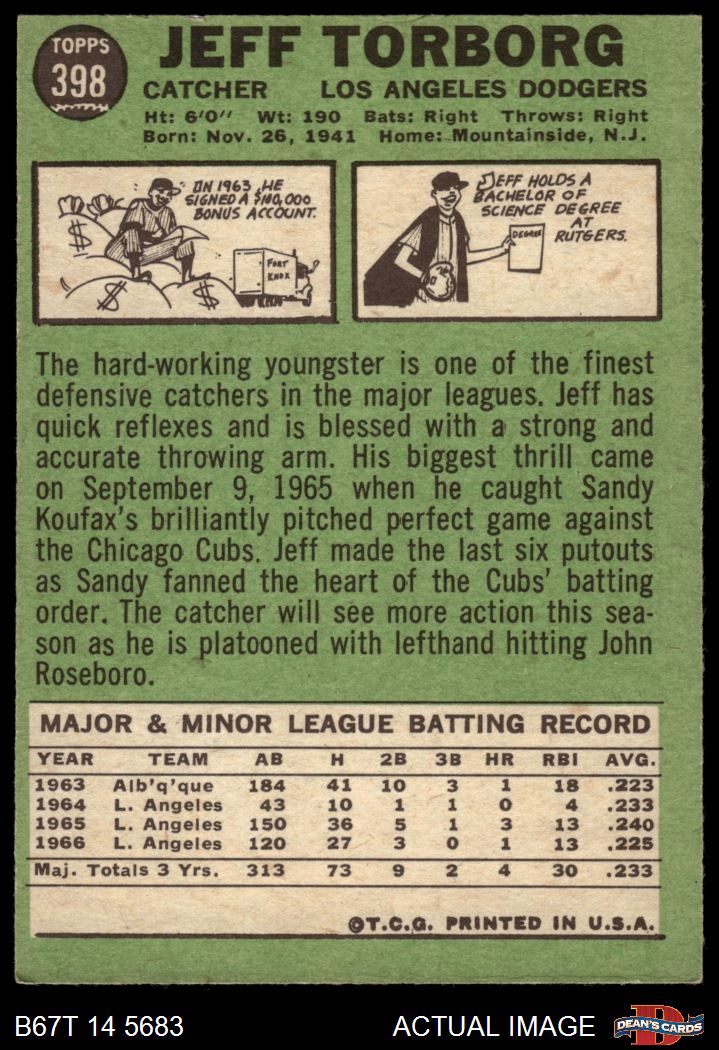 TOPPS
398
JEFF TORBORG
CATCHER LOS ANGELES DODGERS
Ht: 6'0" Wt: 190 Bats: Right Throws: Right
Born: Nov. 26, 1941 Home: Mountainside, N.J.
IN 1963 HE
SIGNED A $100,000
BONUS ACCOUNT.
$
$
$
FORT
KNOX
JEFF HOLDS A
BACHELOR OF
SCIENCE DEGREE
AT
RUTGERS.
DEGREE
The hard-working youngster is one of the finest
defensive catchers in the major leagues. Jeff has
quick reflexes and is blessed with a strong and
accurate throwing arm. His biggest thrill came
on September 9, 1965 when he caught Sandy
Koufax's brilliantly pitched perfect game against
the Chicago Cubs. Jeff made the last six putouts
as Sandy fanned the heart of the Cubs' batting
order. The catcher will see more action this sea-
son as he is platooned with lefthand hitting John
Roseboro.
MAJOR & MINOR LEAGUE BATTING RECORD
YEAR TEAM AB H 2B 3B HR RBI AVG.
1963 Alb'q'que 184 41 10 3 1 18 .223
1964 L. Angeles 43 10 1 1 0 4 .233
1965 L. Angeles 150 36 5 1 3 13 .240
1966 L. Angeles 120 27 3 0 1 13 .225
Maj. Totals 3 Yrs. 313 73 9 2 4 30 .233
©T.C.G. PRINTED IN U.S.A.
B67T 14 5683 ACTUAL IMAGE
D
DEAN'S CARDS